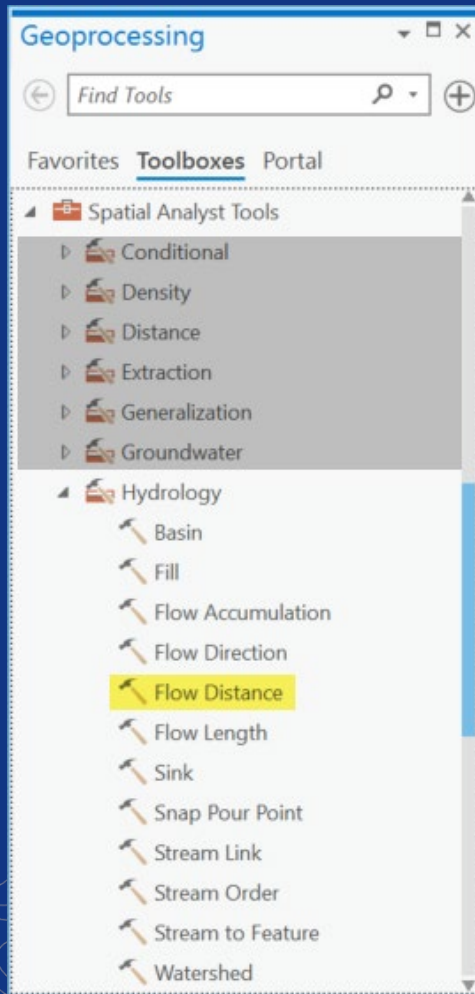 Geoprocessing
Find Tools
Favorites Toolboxes Portal
Spatial Analyst Tools
Conditional
Density
Distance
Extraction
Generalization
Groundwater
Hydrology
Basin
Fill
Flow Accumulation
Flow Direction
Flow Distance
Flow Length
Sink
Snap Pour Point
Stream Link
Stream Order
Stream to Feature
Watershed